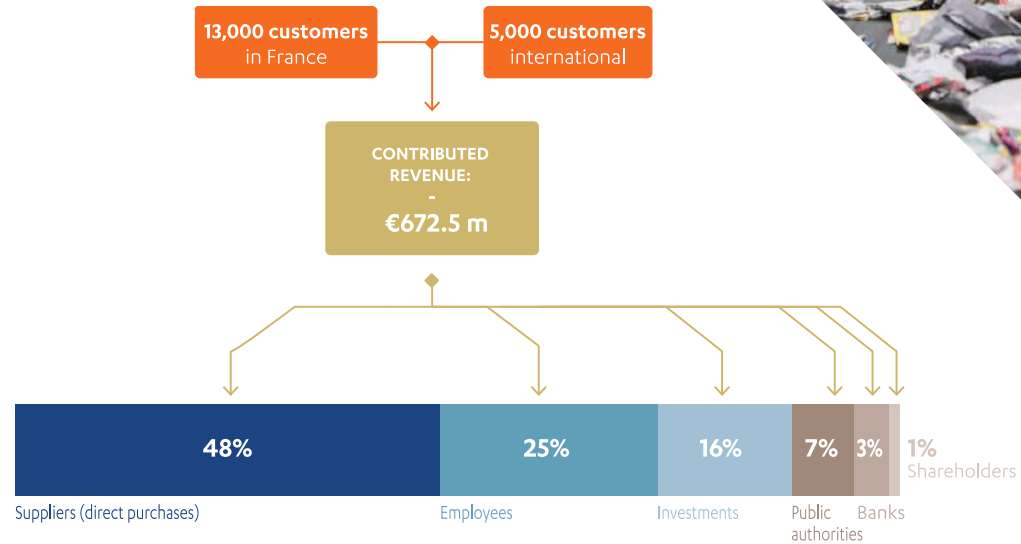 13,000 customers
in France
5,000 customers
international
CONTRIBUTED
REVENUE:
-
€672.5 m
48%
25%
16%
7%
3%
1%
Shareholders
Suppliers (direct purchases)
Employees
Investments
Public
authorities
Banks